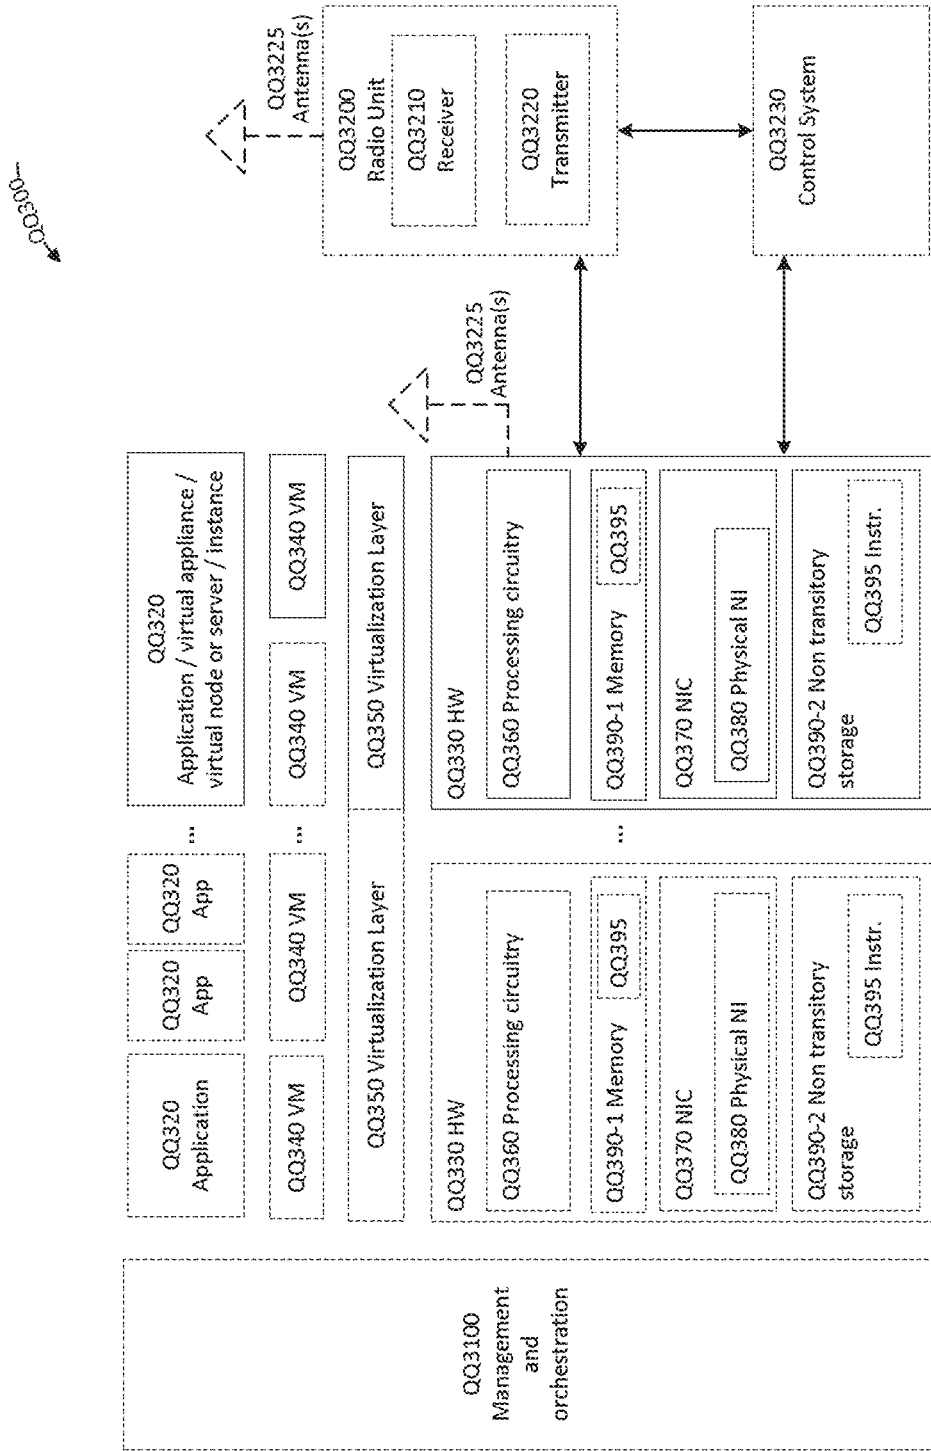 QQ300
QQ3100
Management
and
orchestration
QQ320
Application
QQ320
App
QQ320
App
...
QQ320
Application / virtual appliance /
virtual node or server / instance
QQ340 VM
QQ340 VM
...
QQ340 VM
QQ340 VM
QQ350 Virtualization Layer
QQ350 Virtualization Layer
QQ330 HW
QQ360 Processing circuitry
QQ390-1 Memory
QQ395
QQ370 NIC
QQ380 Physical NI
QQ390-2 Non transitory
storage
QQ395 Instr.
...
QQ330 HW
QQ360 Processing circuitry
QQ390-1 Memory
QQ395
QQ370 NIC
QQ380 Physical NI
QQ390-2 Non transitory
storage
QQ395 Instr.
QQ3225
Antenna(s)
QQ3225
Antenna(s)
QQ3200
Radio Unit
QQ3210
Receiver
QQ3220
Transmitter
QQ3230
Control System